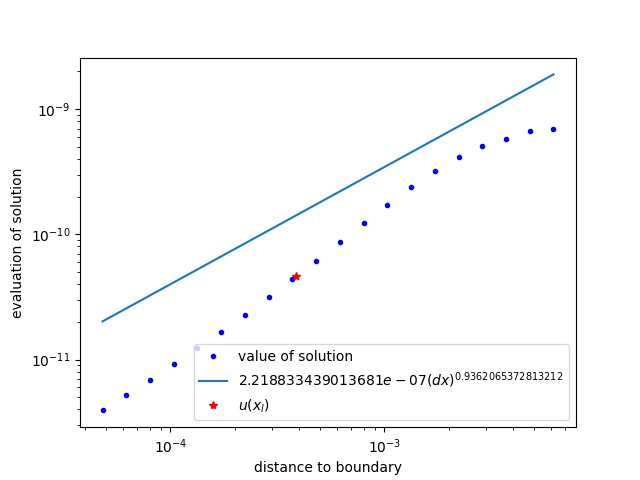 10⁻⁹
10⁻¹⁰
10⁻¹¹
evaluation of solution
value of solution
2.218833439013681e − 07(dx)^0.9362065372813212
u(x_l)
10⁻⁴
10⁻³
distance to boundary